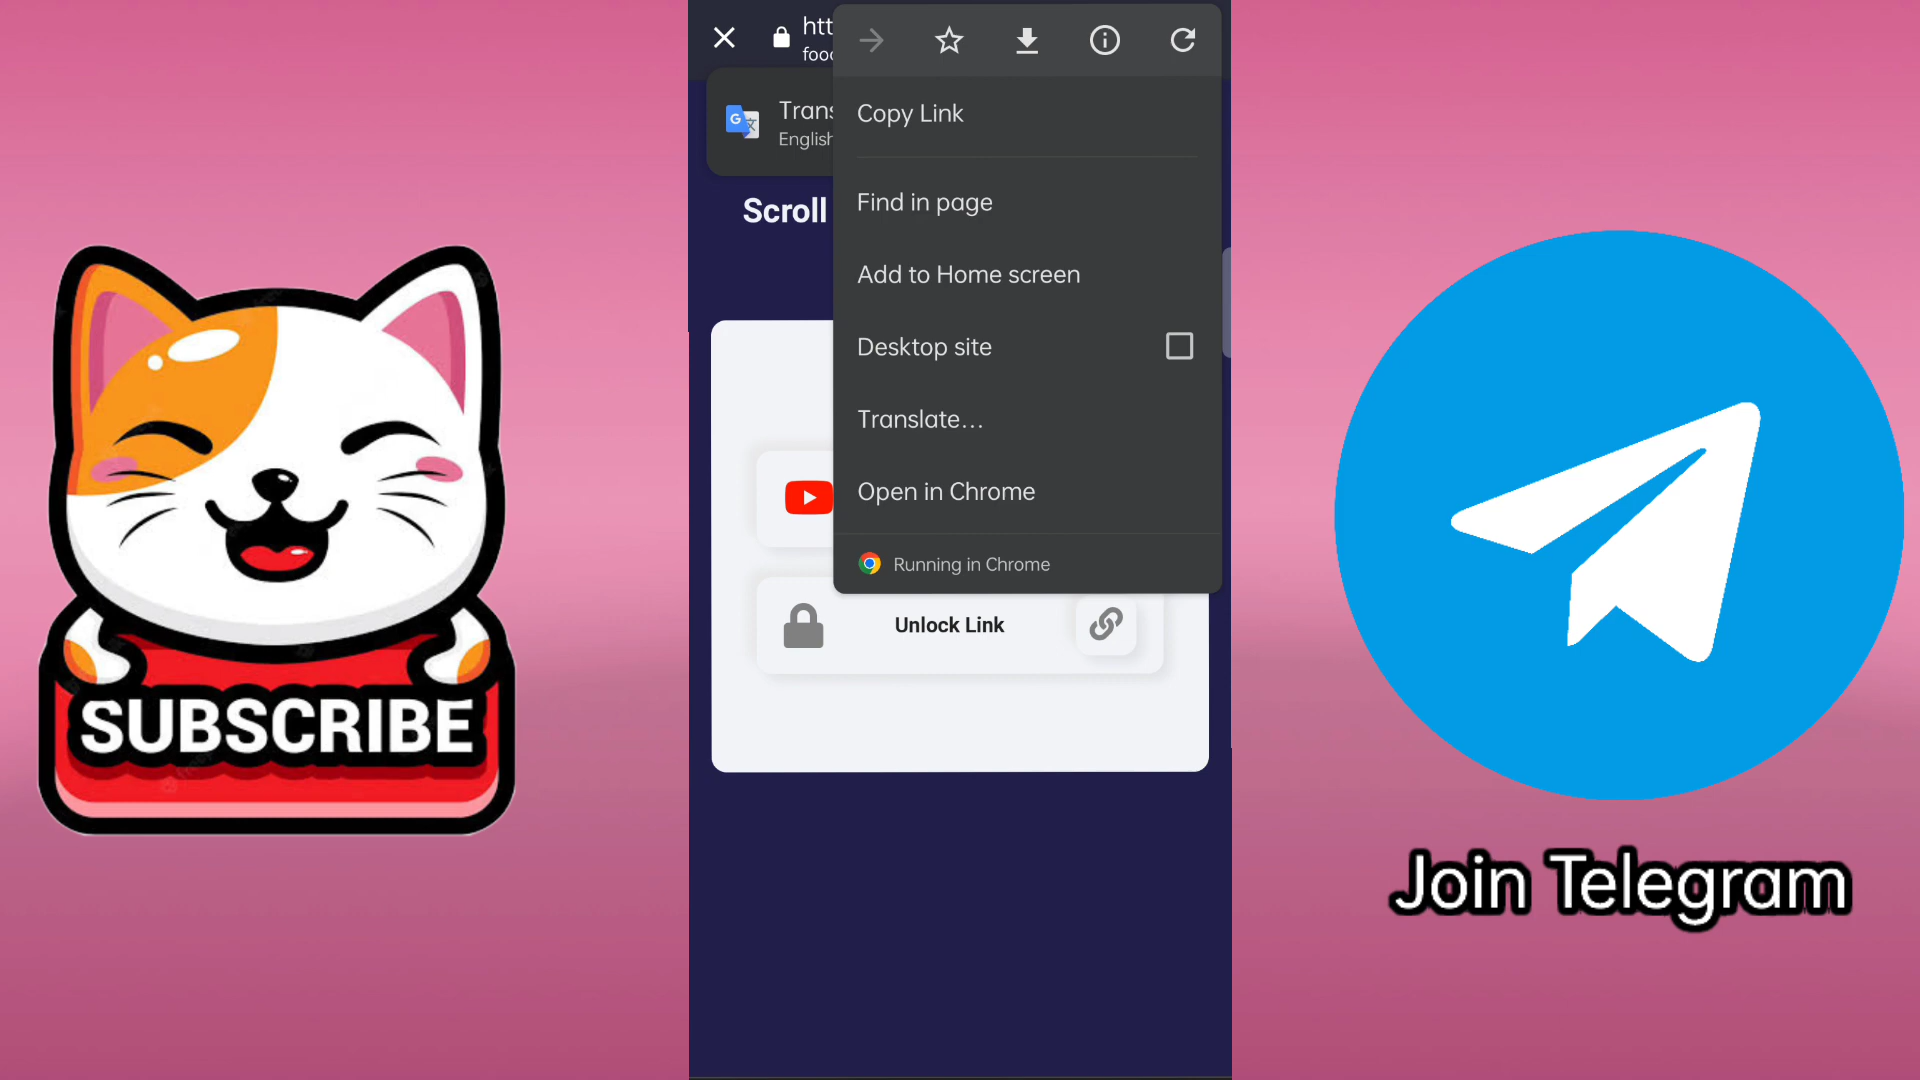 htt
food
Trans
English
Scroll
Copy Link
Find in page
Add to Home screen
Desktop site
Translate...
Open in Chrome
Running in Chrome
Unlock Link
SUBSCRIBE
Join Telegram